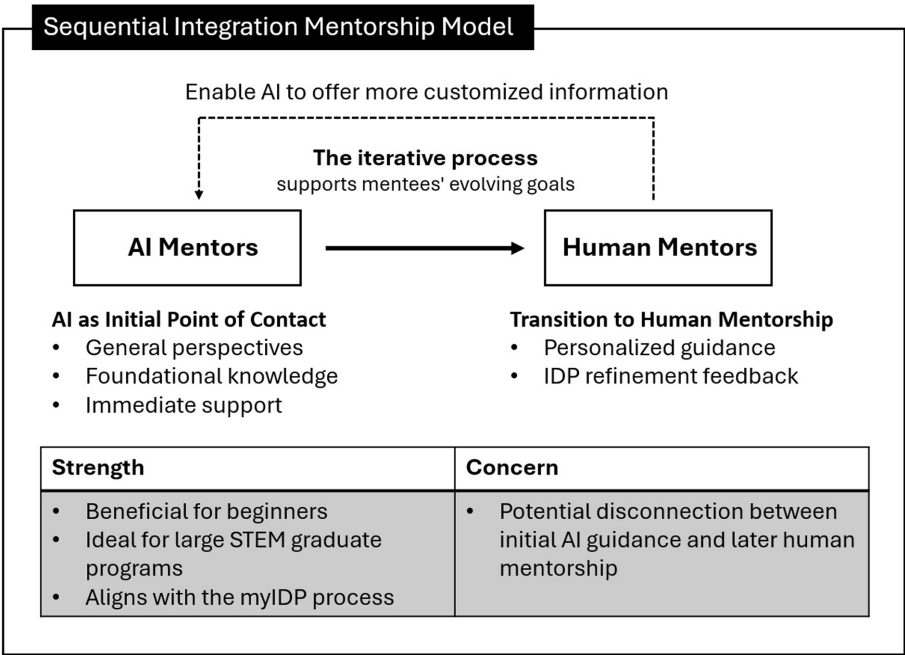 Sequential Integration Mentorship Model
Enable AI to offer more customized information
The iterative process
supports mentees' evolving goals
AI Mentors
Human Mentors
AI as Initial Point of Contact
• General perspectives
• Foundational knowledge
• Immediate support
Transition to Human Mentorship
• Personalized guidance
• IDP refinement feedback
Strength
• Beneficial for beginners
• Ideal for large STEM graduate
programs
• Aligns with the myIDP process
Concern
• Potential disconnection between
initial AI guidance and later human
mentorship